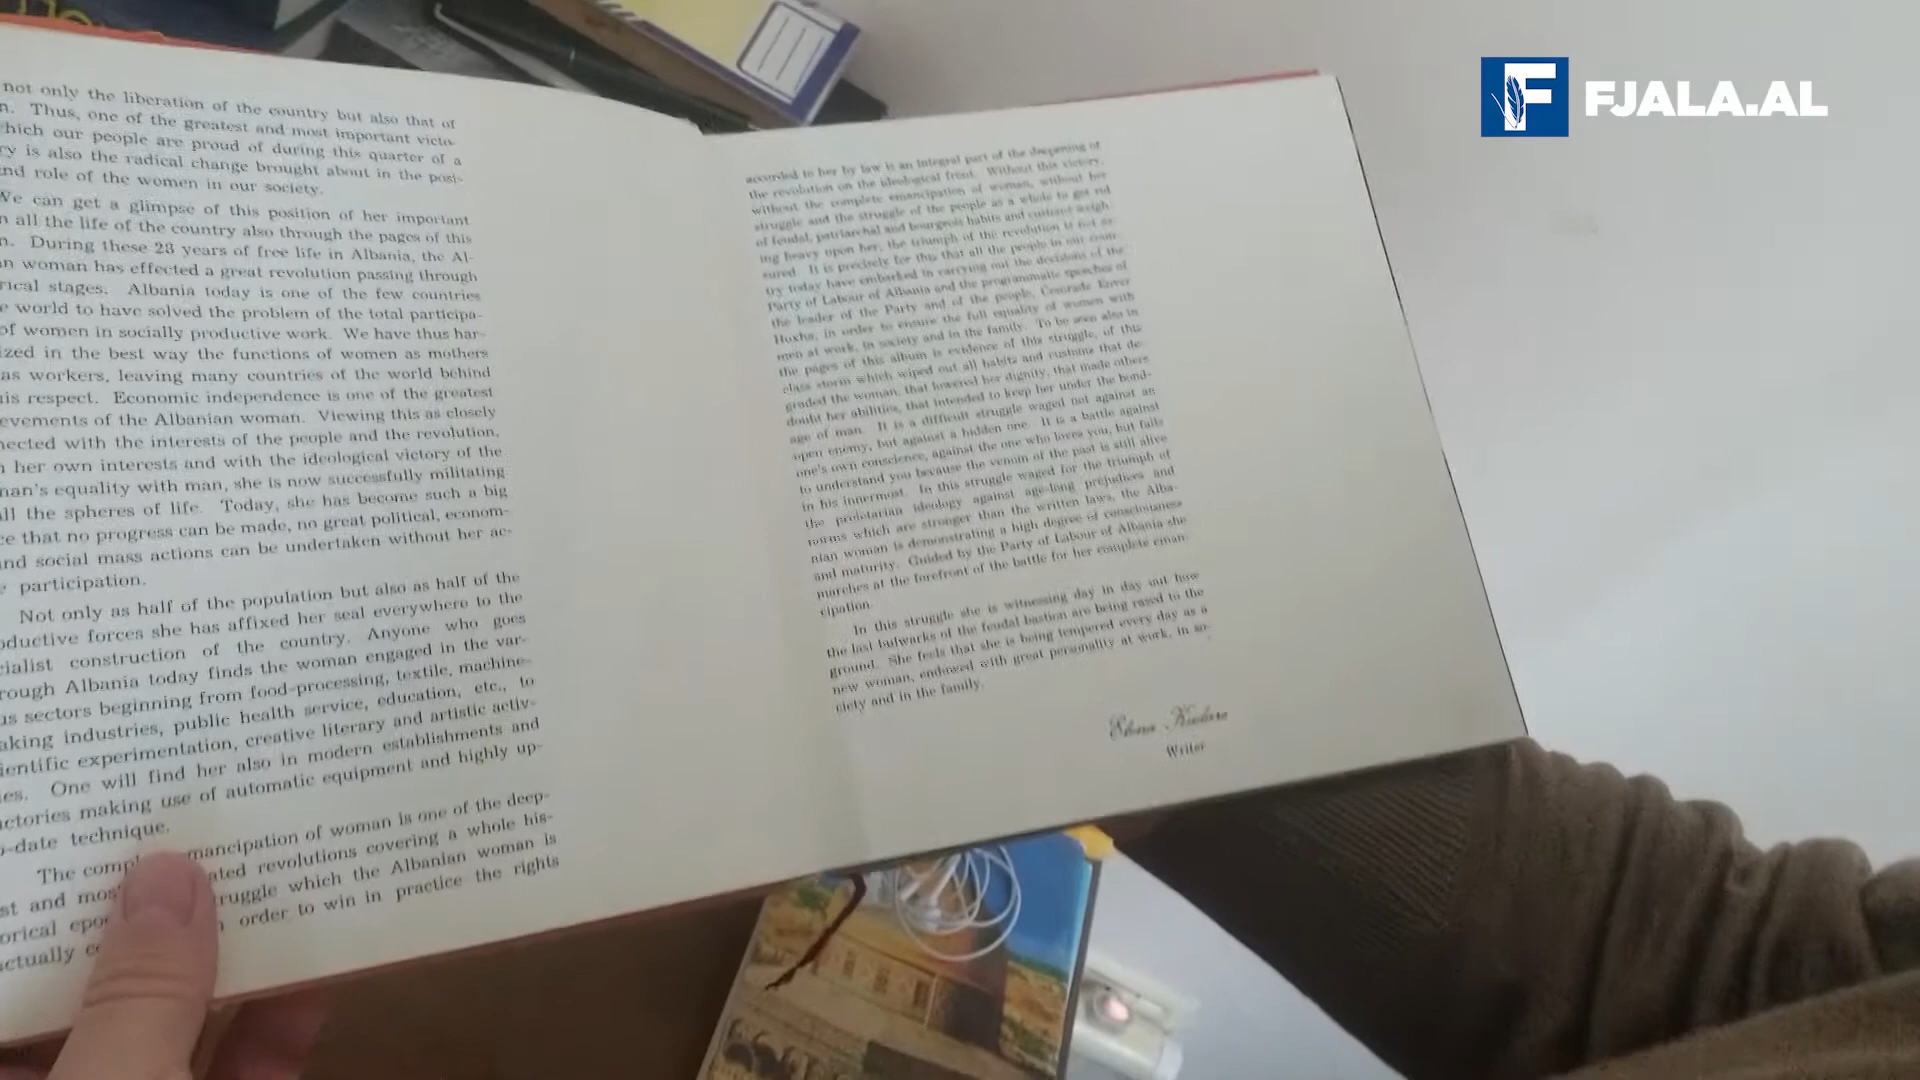 FJALA.AL
not only the liberation of the country but also that of
Thus, one of the greatest and most important victo-
which our people are proud of during this quarter of a
is also the radical change brought about in the posi-
and role of the women in our society.
We can get a glimpse of this position of her important
all the life of the country also through the pages of this
During these 23 years of free life in Albania, the Al-
woman has effected a great revolution passing through
rical stages. Albania today is one of the few countries
world to have solved the problem of the total participa-
of women in socially productive work. We have thus har-
ized in the best way the functions of women as mothers
as workers, leaving many countries of the world behind
his respect. Economic independence is one of the greatest
evements of the Albanian woman. Viewing this as closely
nected with the interests of the people and the revolution,
her own interests and with the ideological victory of the
man's equality with man, she is now successfully militating
all the spheres of life. Today, she has become such a big
ce that no progress can be made, no great political, econom-
and social mass actions can be undertaken without her ac-
participation.
Not only as half of the population but also as half of the
oductive forces she has affixed her seal everywhere to the
cialist construction of the country. Anyone who goes
rough Albania today finds the woman engaged in the var-
us sectors beginning from food-processing, textile, machine-
aking industries, public health service, education, etc., to
ientific experimentation, creative literary and artistic activ-
ies. One will find her also in modern establishments and
actories making use of automatic equipment and highly up-
o-date technique.
The comp mancipation of woman is one of the deep-
st and mos ated revolutions covering a whole his-
orical epo ruggle which the Albanian woman is
actually order to win in practice the rights
accorded to her by law is an integral part of the deepening of
the revolution on the ideological front. Without this victory,
without the complete emancipation of woman, without her
struggle and the struggle of the people as a whole to get rid
of feudal, patriarchal and bourgeois habits and customs weigh-
ing heavy upon her, the triumph of the revolution is not as-
sured. It is precisely for this that all the people in our coun-
try today have embarked in carrying out the decisions of the
Party of Labour of Albania and the programmatic speeches of
the leader of the Party and of the people, Comrade Enver
Hoxha, in order to ensure the full equality of women with
men at work, in society and in the family. To be seen also in
the pages of this album is evidence of this struggle, of this
class storm which wiped out all habits and customs that de-
graded the woman, that lowered her dignity, that made others
doubt her abilities, that intended to keep her under the bond-
age of man. It is a difficult struggle waged not against an
open enemy, but against a hidden one. It is a battle against
one's own conscience, against the one who loves you, but fails
to understand you because the venom of the past is still alive
in his innermost. In this struggle waged for the triumph of
the proletarian ideology against age-long prejudices and
norms which are stronger than the written laws, the Alba-
nian woman is demonstrating a high degree of consciousness
and maturity. Guided by the Party of Labour of Albania she
marches at the forefront of the battle for her complete eman-
cipation.
In this struggle she is witnessing day in day out how
the last bulwarks of the feudal bastion are being razed to the
ground. She feels that she is being tempered every day as a
new woman, endowed with great personality at work, in so-
ciety and in the family.
Elena Kadare
Writer